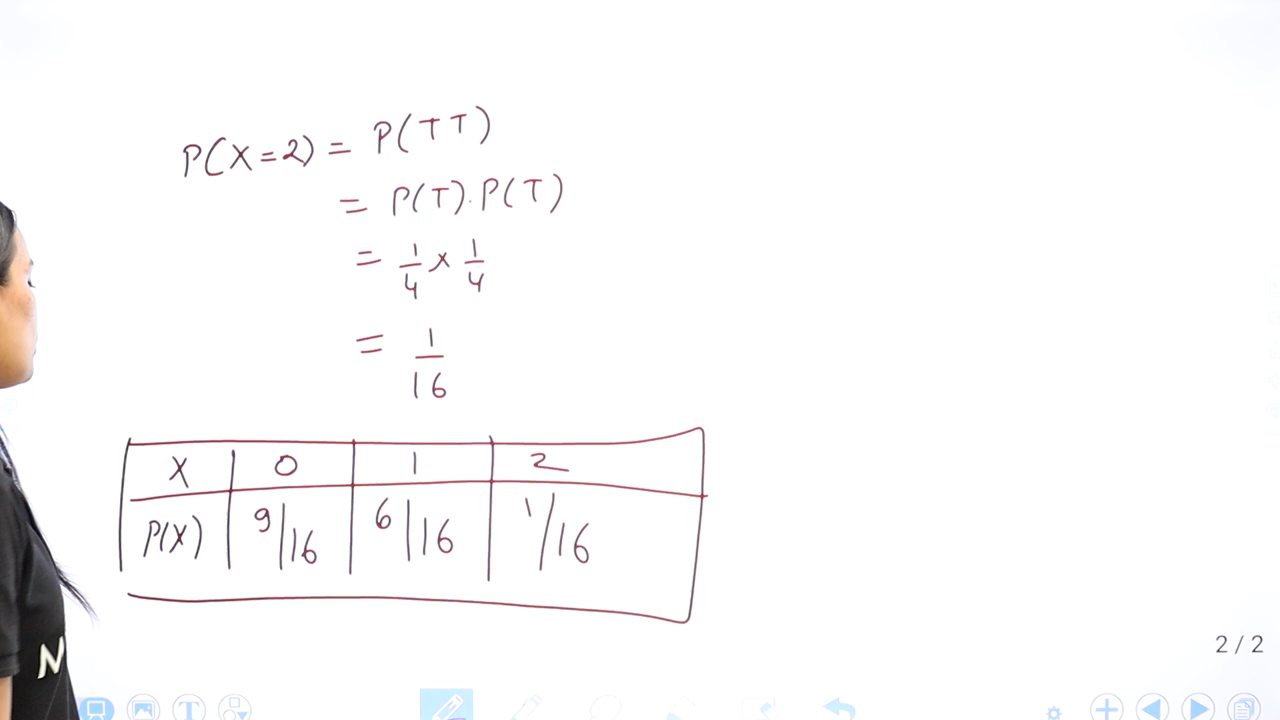 P(X=2) = P(TT)
= P(T).P(T)
= 1/4 × 1/4
= 1/16
X 0 1 2
P(X) 9/16 6/16 1/16
N
2 / 2
T